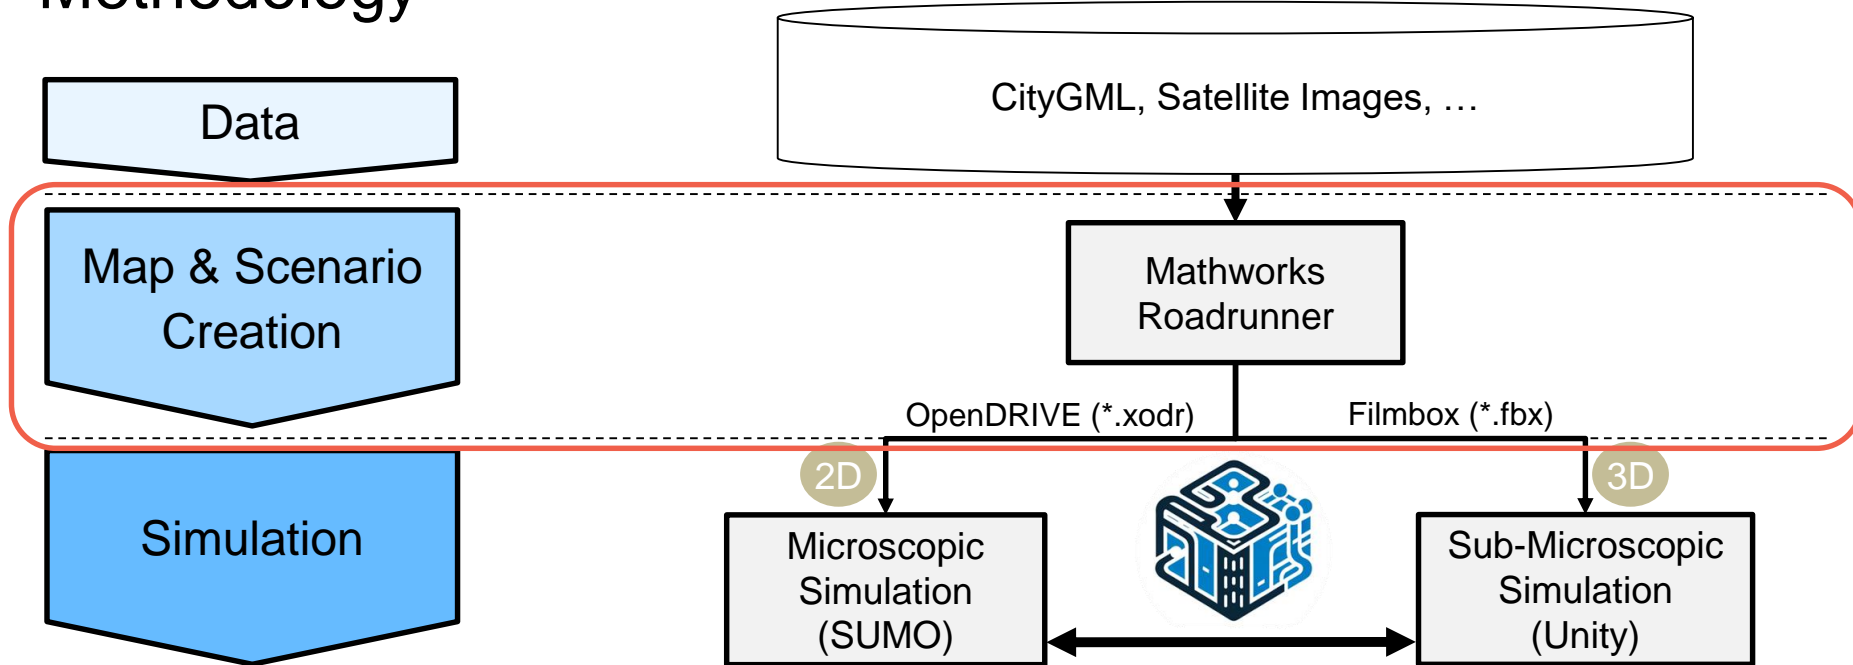 Methodology
Data
CityGML, Satellite Images, …
Map & Scenario
Creation
Mathworks
Roadrunner
OpenDRIVE (*.xodr)
Filmbox (*.fbx)
2D
3D
Simulation
Microscopic
Simulation
(SUMO)
Sub-Microscopic
Simulation
(Unity)